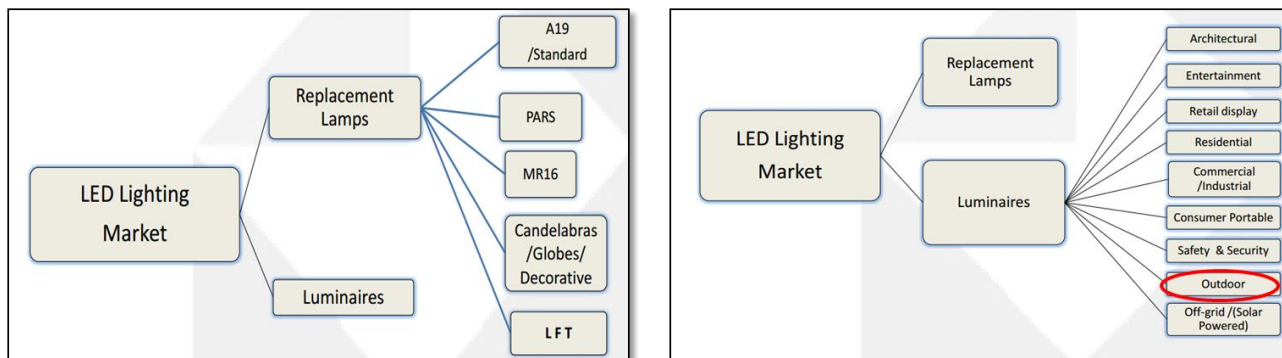 A19
/Standard
Replacement
Lamps
PARS
MR16
LED Lighting
Market
Candelabras
/Globes/
Decorative
Luminaires
L F T
Architectural
Replacement
Lamps
Entertainment
Retail display
LED Lighting
Market
Residential
Commercial
/Industrial
Luminaires
Consumer Portable
Safety & Security
Outdoor
Off-grid /(Solar
Powered)